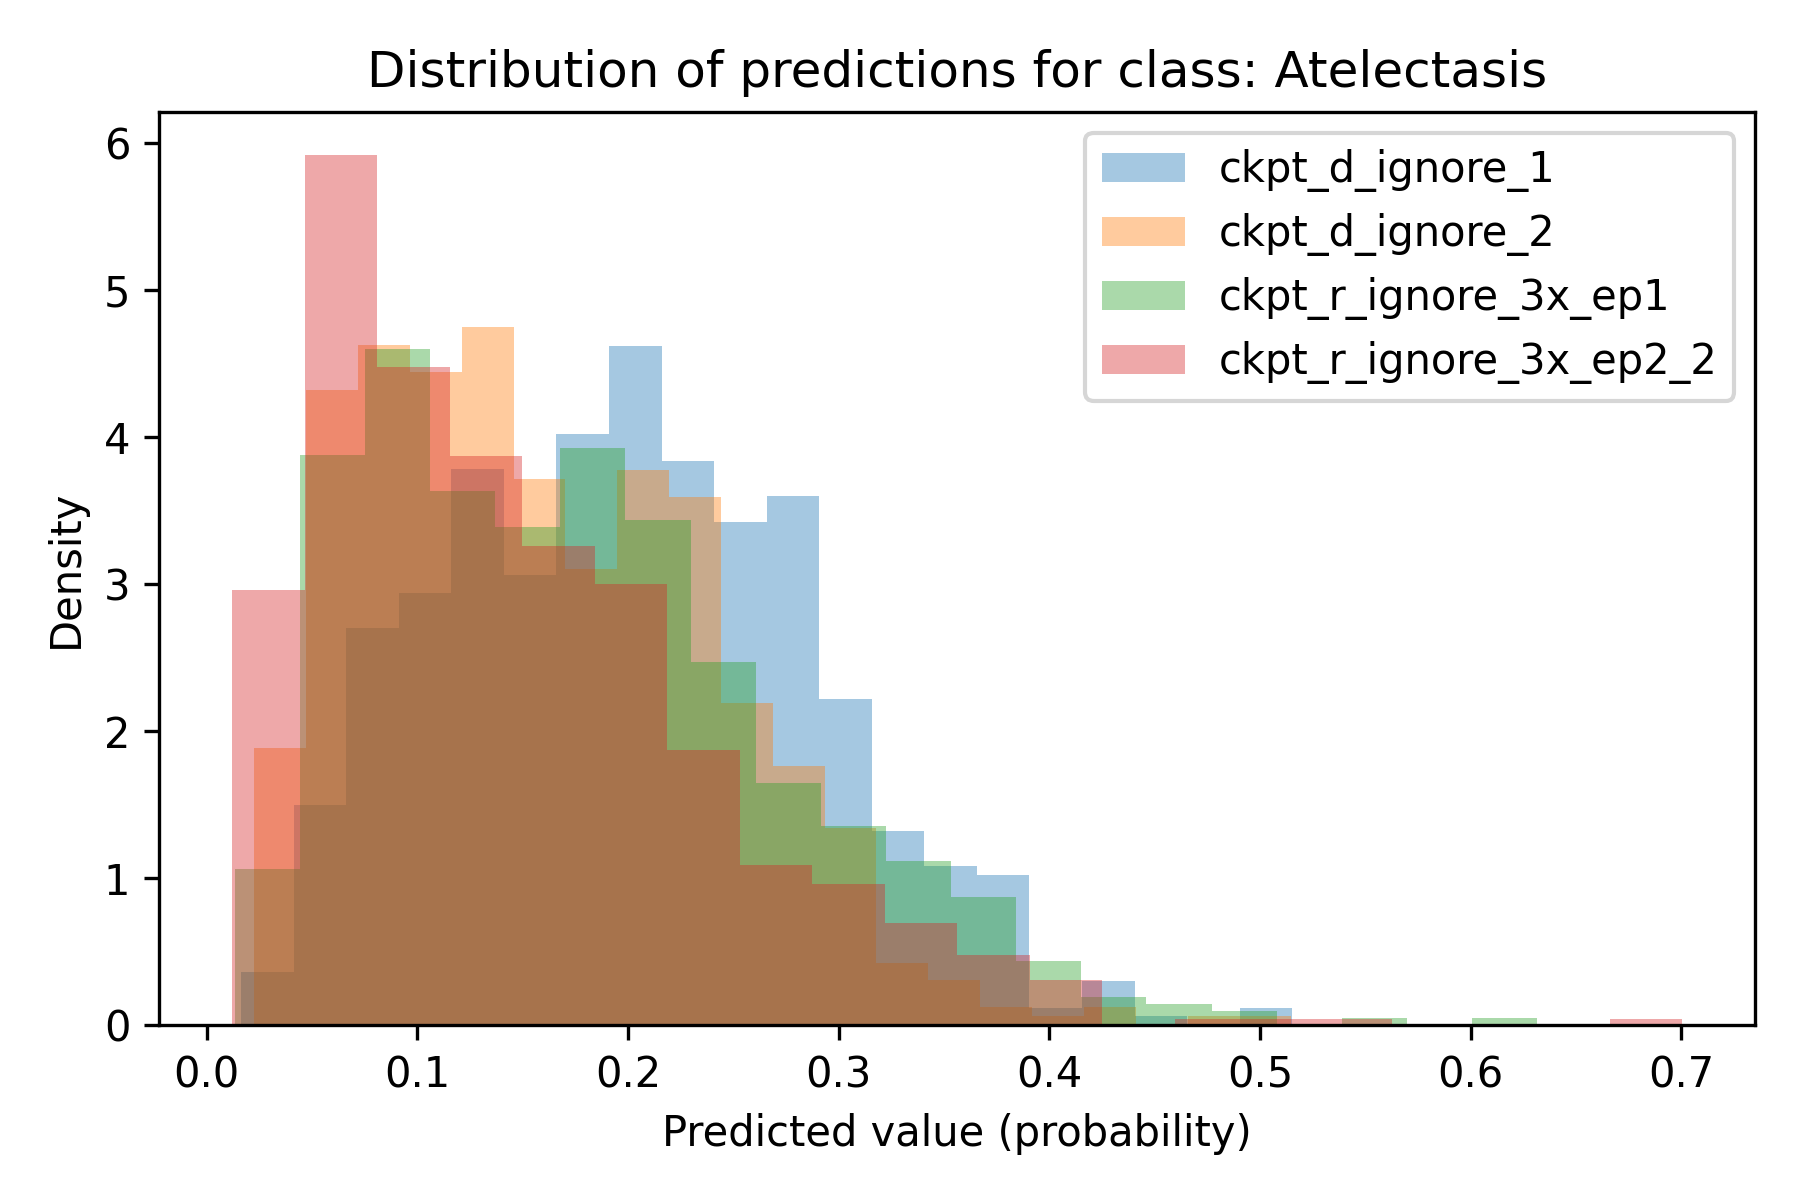 Distribution of predictions for class: Atelectasis
ckpt_d_ignore_1
ckpt_d_ignore_2
ckpt_r_ignore_3x_ep1
ckpt_r_ignore_3x_ep2_2
6
5
4
3
2
1
0
Density
0.0 0.1 0.2 0.3 0.4 0.5 0.6 0.7
Predicted value (probability)